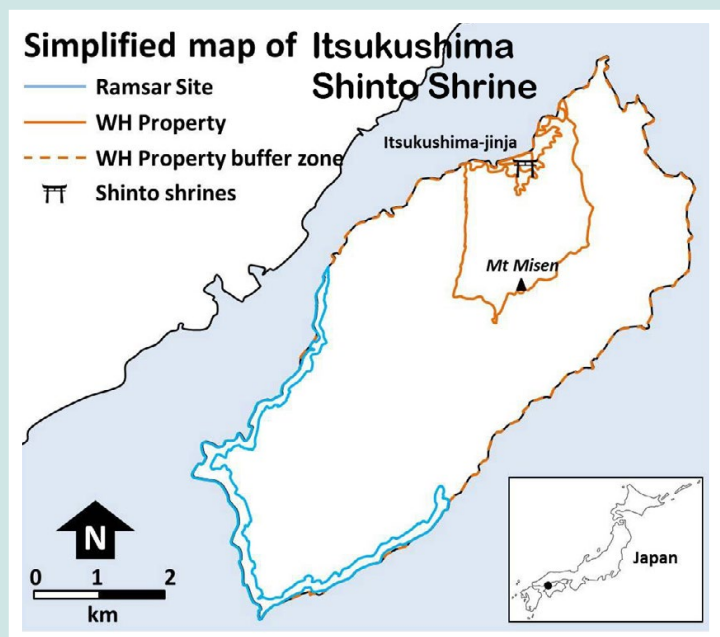 Simplified map of Itsukushima
Shinto Shrine
Ramsar Site
WH Property
WH Property buffer zone
Shinto shrines
Itsukushima-jinja
Mt Misen
N
0 1 2
km
Japan